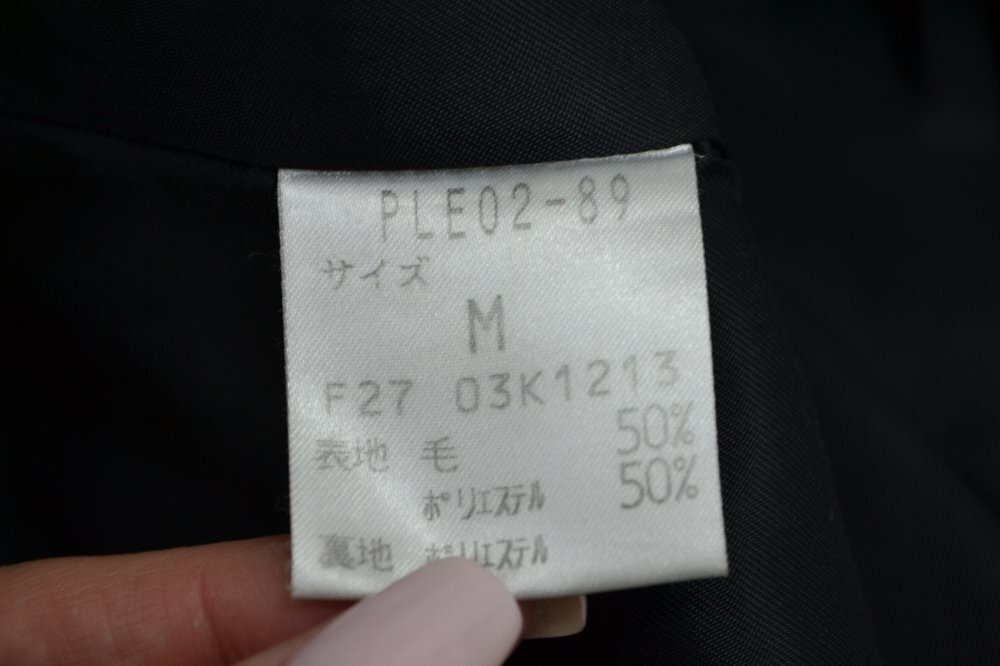 PLE02-89
サイズ
M
F27 03K1213
表地 毛 50%
ポリエステル 50%
裏地 ポリエステル